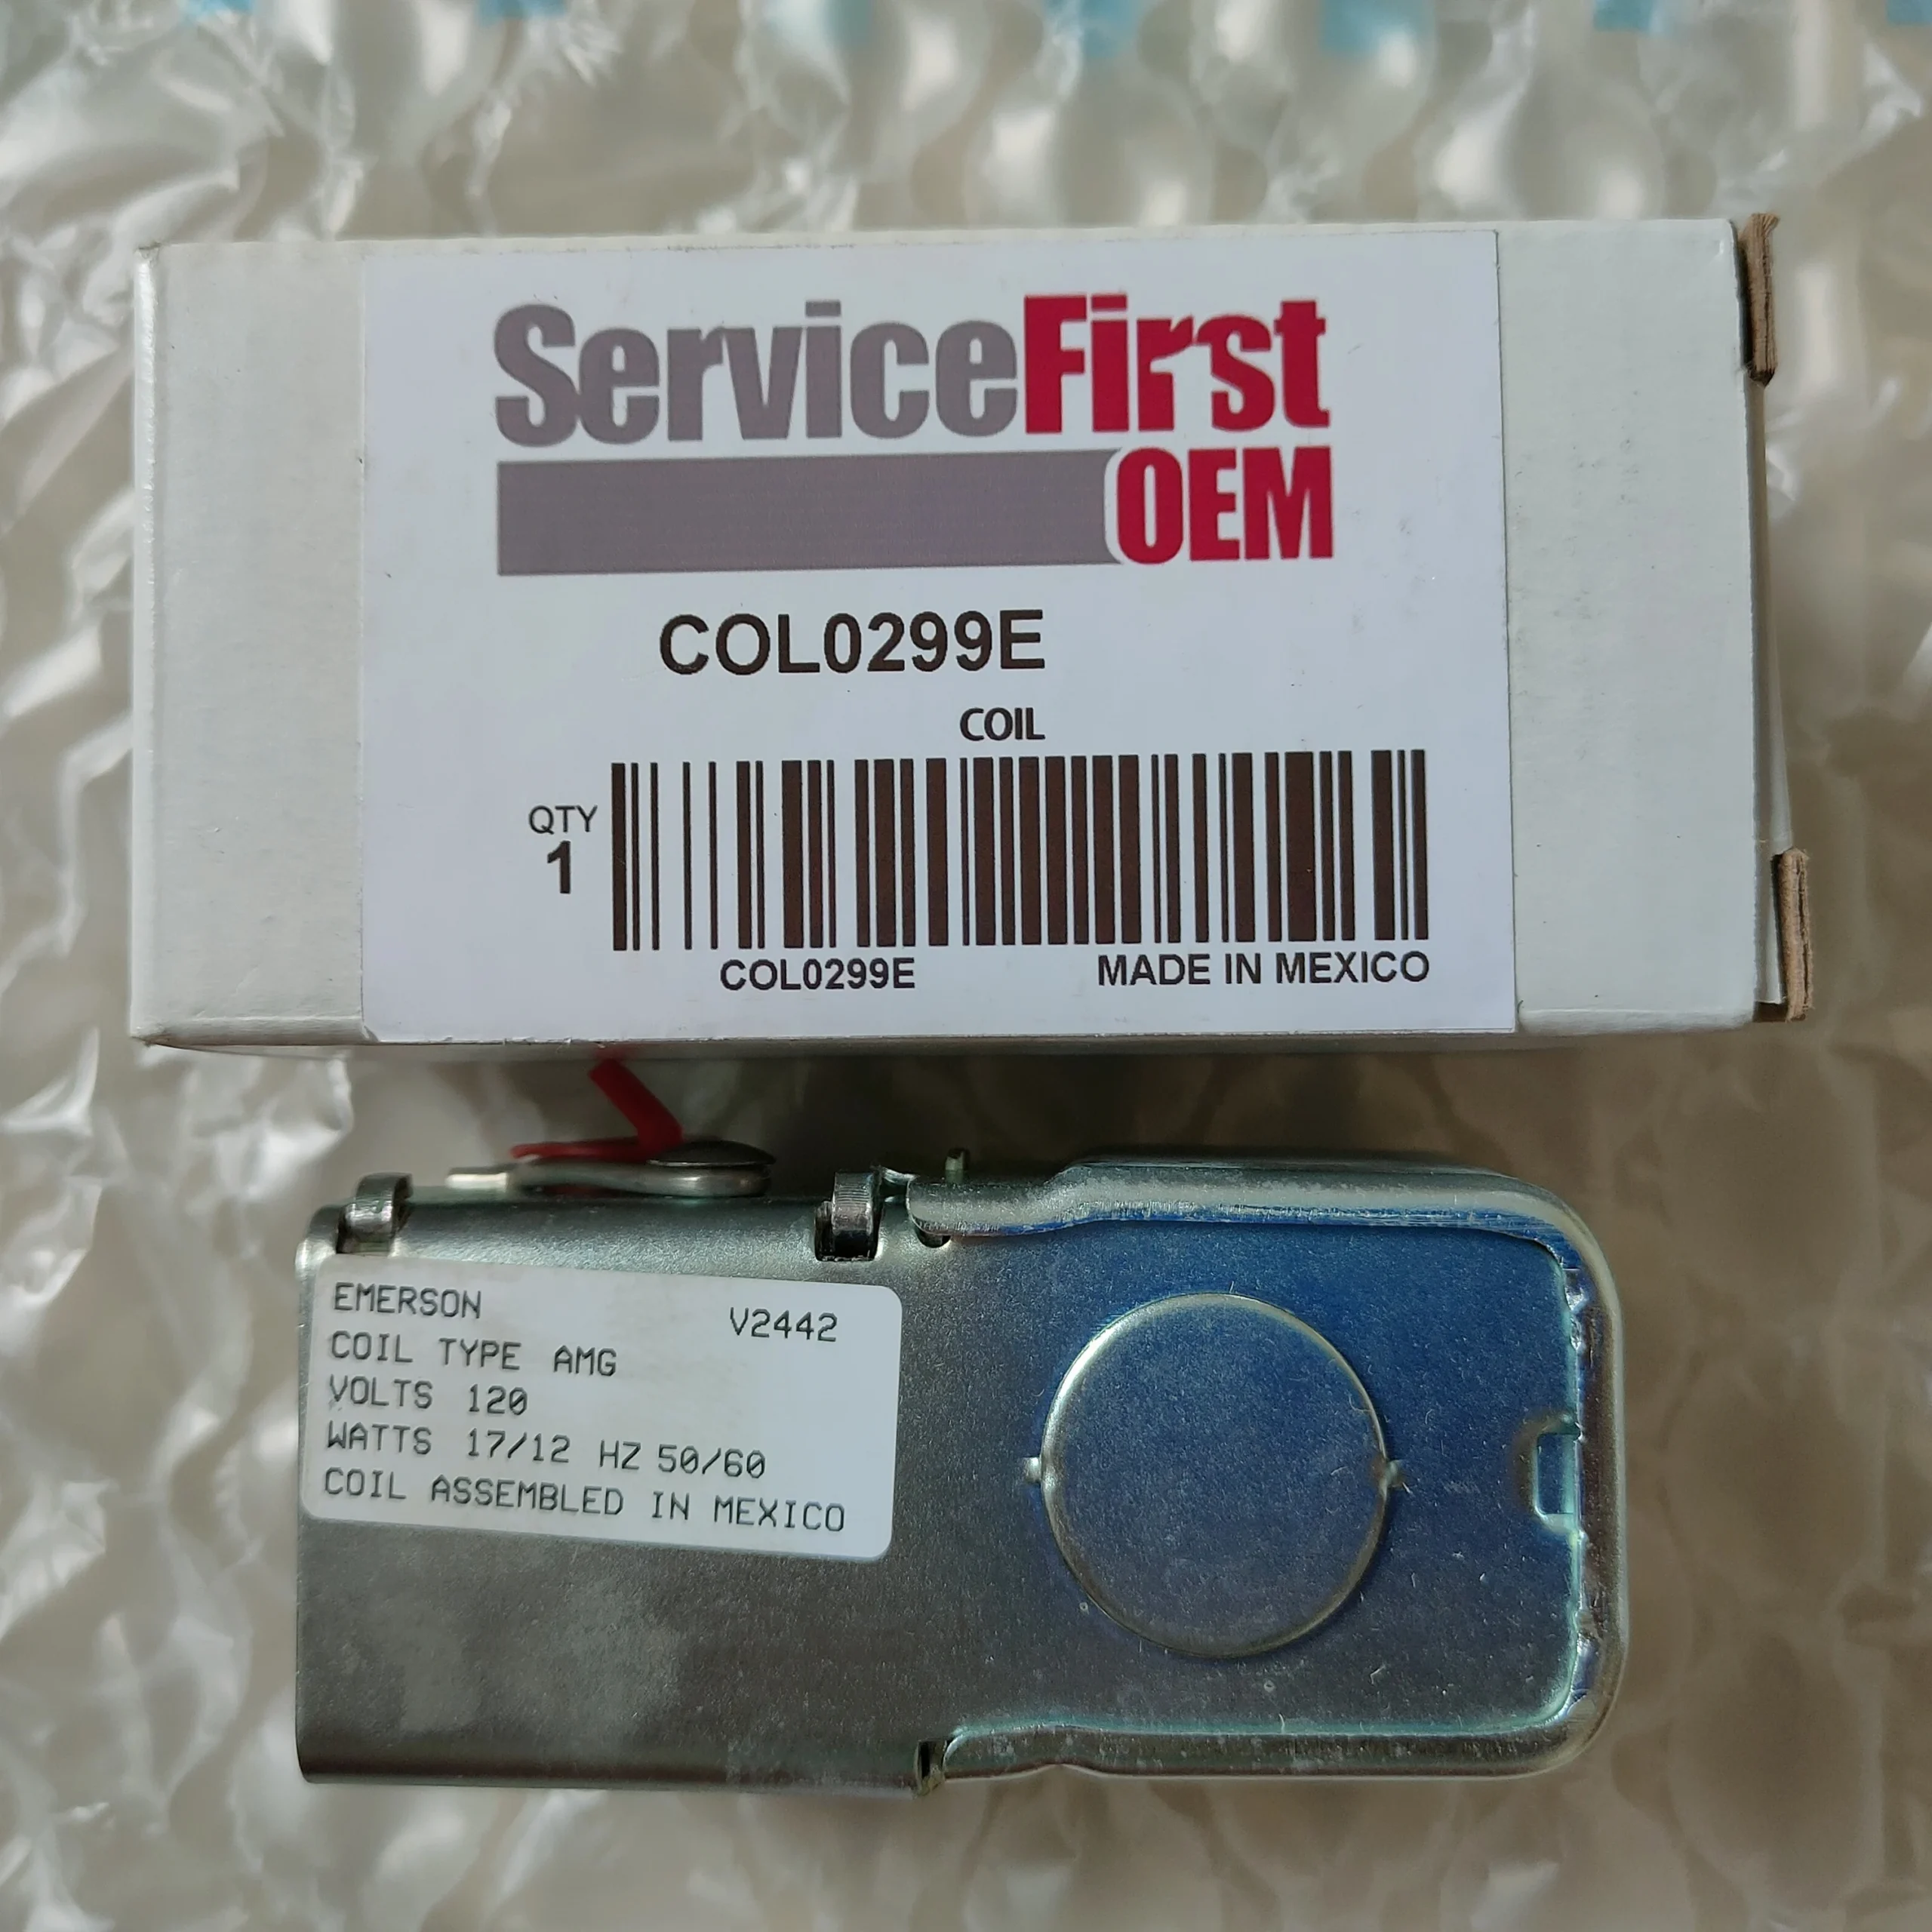 ServiceFirst
OEM
COL0299E
COIL
QTY
1
COL0299E MADE IN MEXICO
EMERSON V2442
COIL TYPE AMG
VOLTS 120
WATTS 17/12 HZ 50/60
COIL ASSEMBLED IN MEXICO